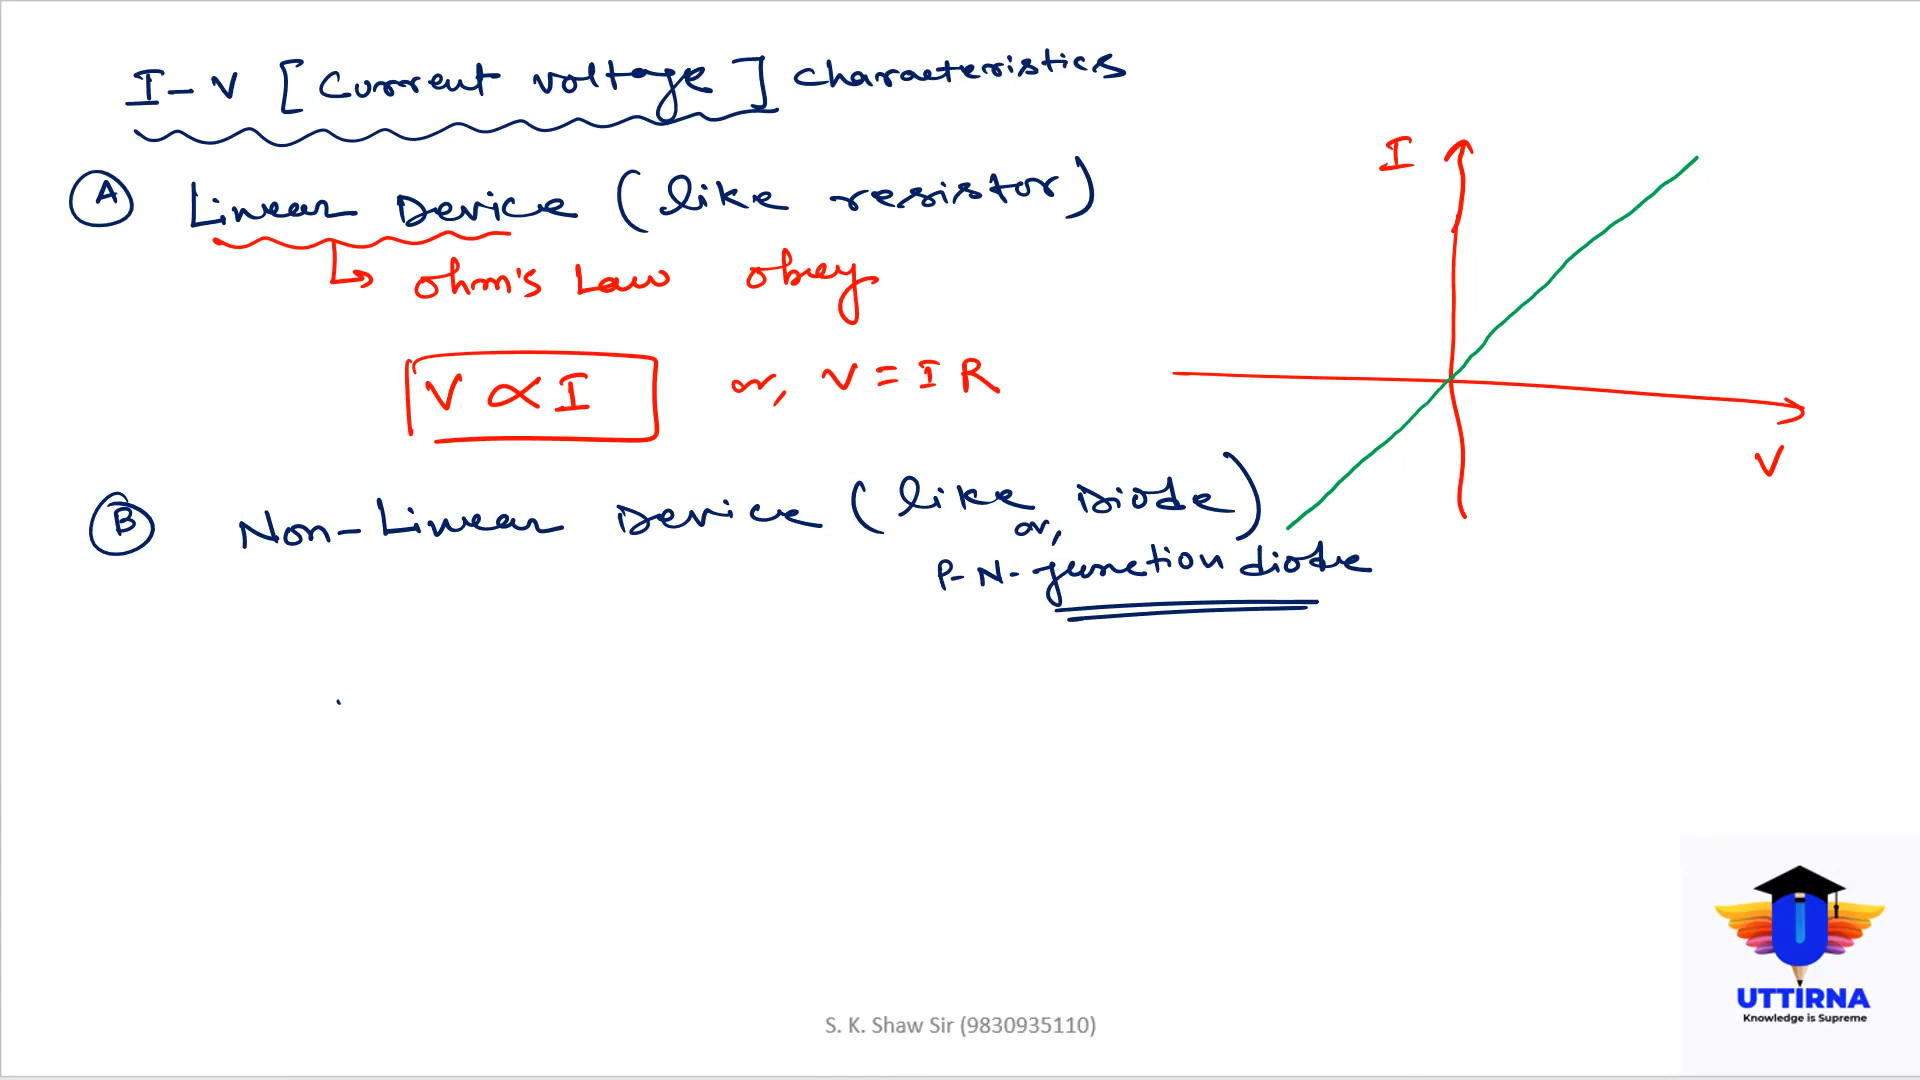 I-V [Current voltage] characteristics
A Linear Device (like resistor)
ohm's Law obey
V ∝ I or, V = I R
B Non-Linear Device (like Diode)
or,
P-N-junction diode
I
V
UTTIRNA
Knowledge is Supreme
S. K. Shaw Sir (9830935110)